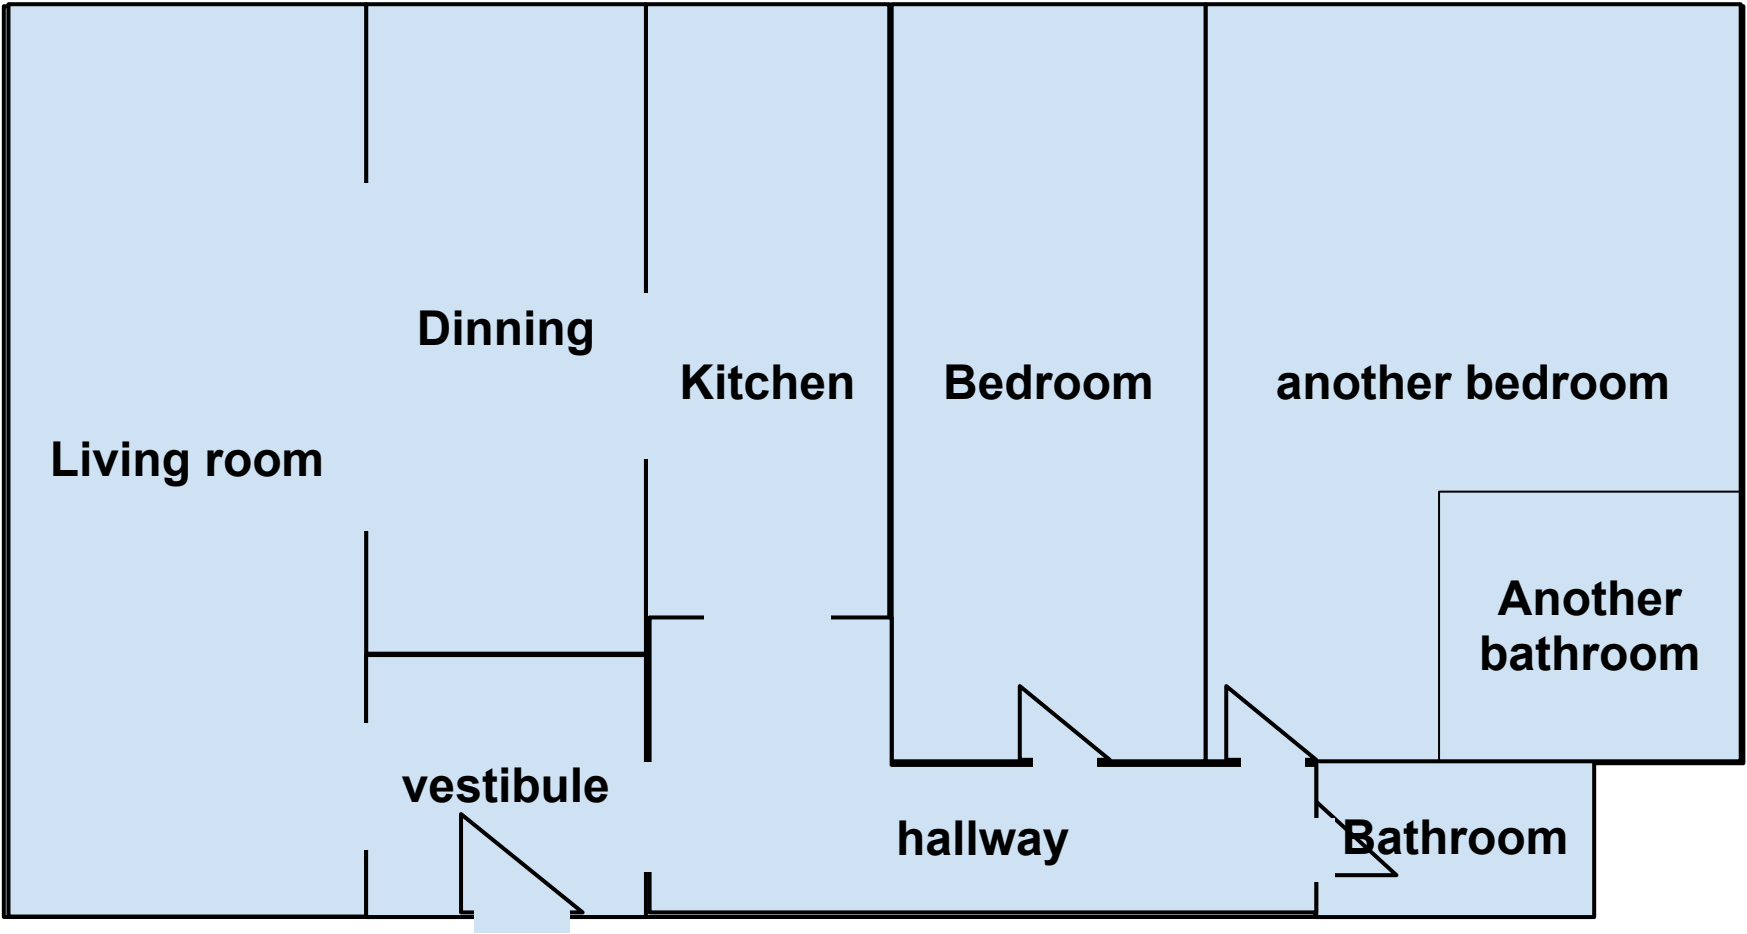 Dinning
Kitchen
Bedroom
another bedroom
Living room
Another
bathroom
vestibule
hallway
Bathroom